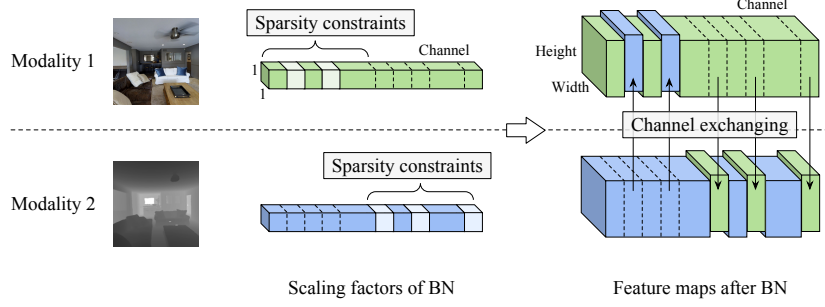 Modality 1
Sparsity constraints
Channel
1
1
Channel
Height
Width
Channel exchanging
Modality 2
Sparsity constraints
Scaling factors of BN
Feature maps after BN